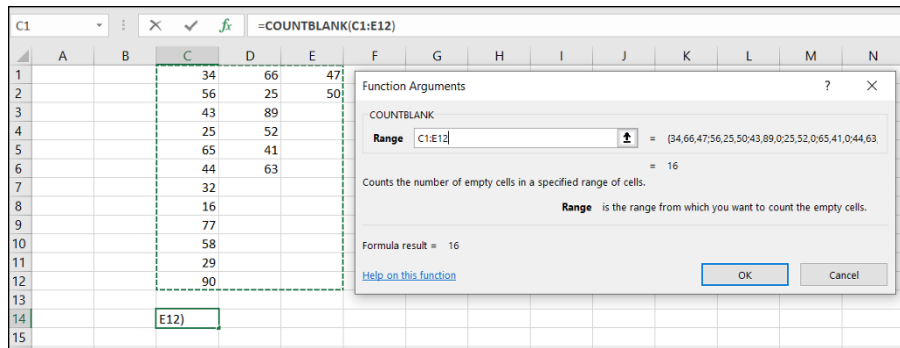 C1 fx =COUNTBLANK(C1:E12)
A B C D E F G H I J K L M N
1 34 66 47
2 56 25 50
3 43 89
4 25 52
5 65 41
6 44 63
7 32
8 16
9 77
10 58
11 29
12 90
13
14 E12)
15
Function Arguments ? X
COUNTBLANK
Range C1:E12 = {34,66,47;56,25,50;43,89,0;25,52,0;65,41,0;44,63,
= 16
Counts the number of empty cells in a specified range of cells.
Range is the range from which you want to count the empty cells.
Formula result = 16
Help on this function OK Cancel